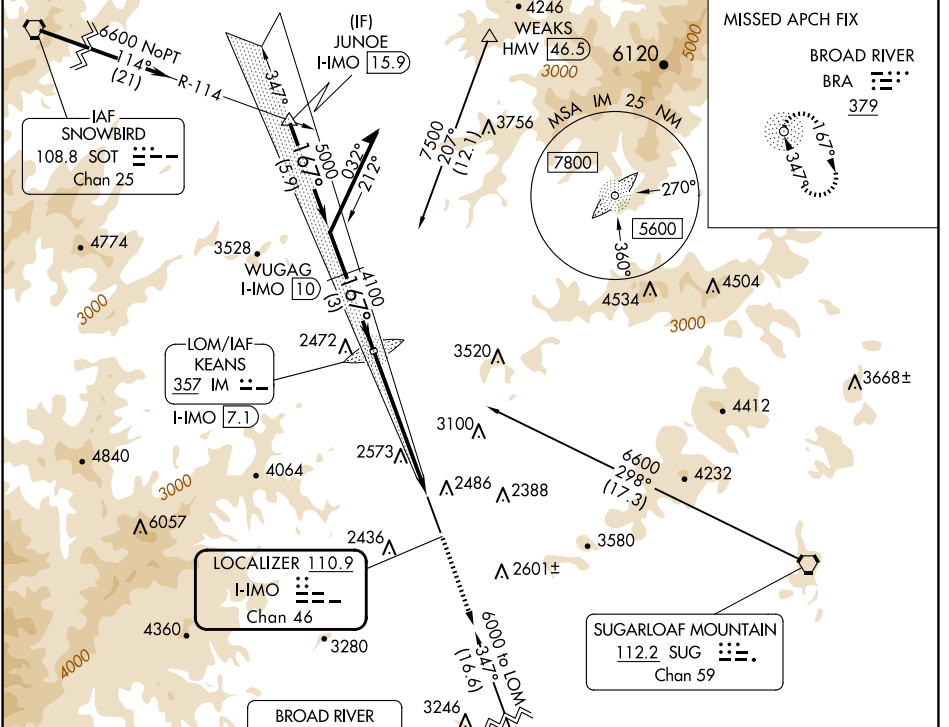 4246
WEAKS
HMV 46.5
6120
5000
3000
MISSED APCH FIX
BROAD RIVER
BRA
379
167°
347°
6600 NoPT
114°
(21)
R-114
(IF)
JUNOE
I-IMO 15.9
IAF
SNOWBIRD
108.8 SOT
Chan 25
347°
5000
167°
(5.9)
032°
212°
7500
207°
(12.1)
3756
MSA IM 25 NM
7800
270°
5600
360°
4774
3528
3000
WUGAG
I-IMO 10
4100
167°
(3)
4534
4504
3000
LOM/IAF
KEANS
357 IM
I-IMO 7.1
2472
3520
3668±
4412
3100
4840
4064
2573
3000
6600
298°
(17.3)
4232
2486
2388
6057
2436
3580
2601±
LOCALIZER 110.9
I-IMO
Chan 46
4360
3280
4000
6000 to LOM
347°
(16.6)
SUGARLOAF MOUNTAIN
112.2 SUG
Chan 59
BROAD RIVER
3246